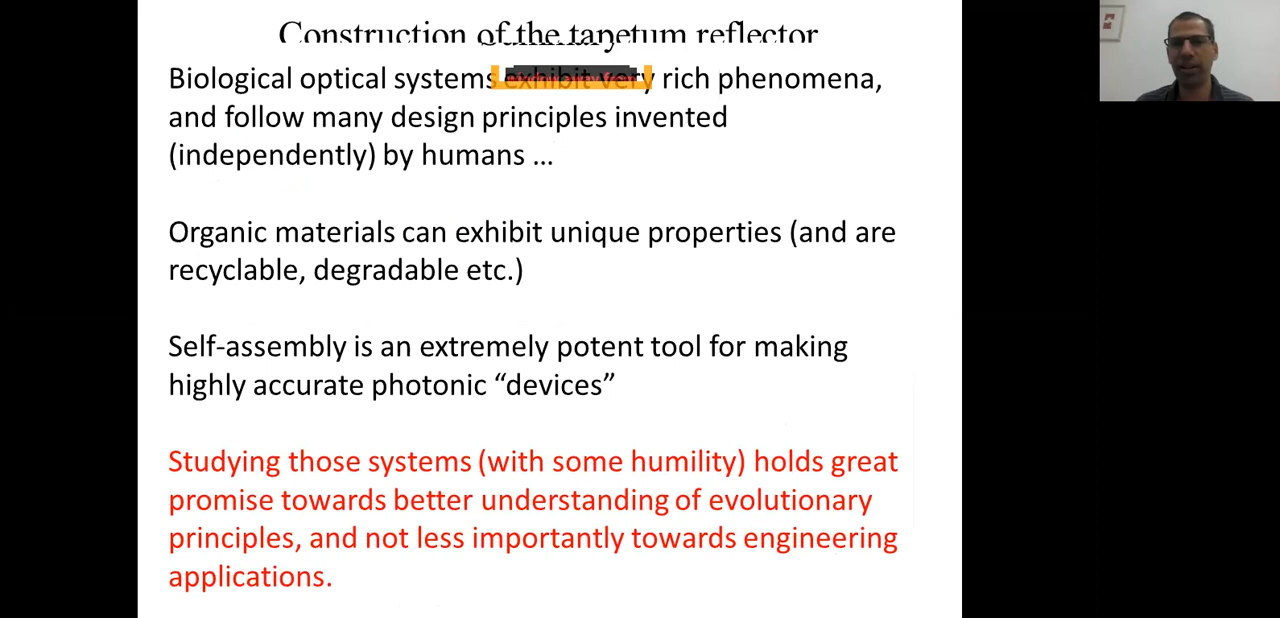 Construction of the tapetum reflector
Biological optical systems exhibit very rich phenomena,
and follow many design principles invented
(independently) by humans ...
Organic materials can exhibit unique properties (and are
recyclable, degradable etc.)
Self-assembly is an extremely potent tool for making
highly accurate photonic “devices”
Studying those systems (with some humility) holds great
promise towards better understanding of evolutionary
principles, and not less importantly towards engineering
applications.